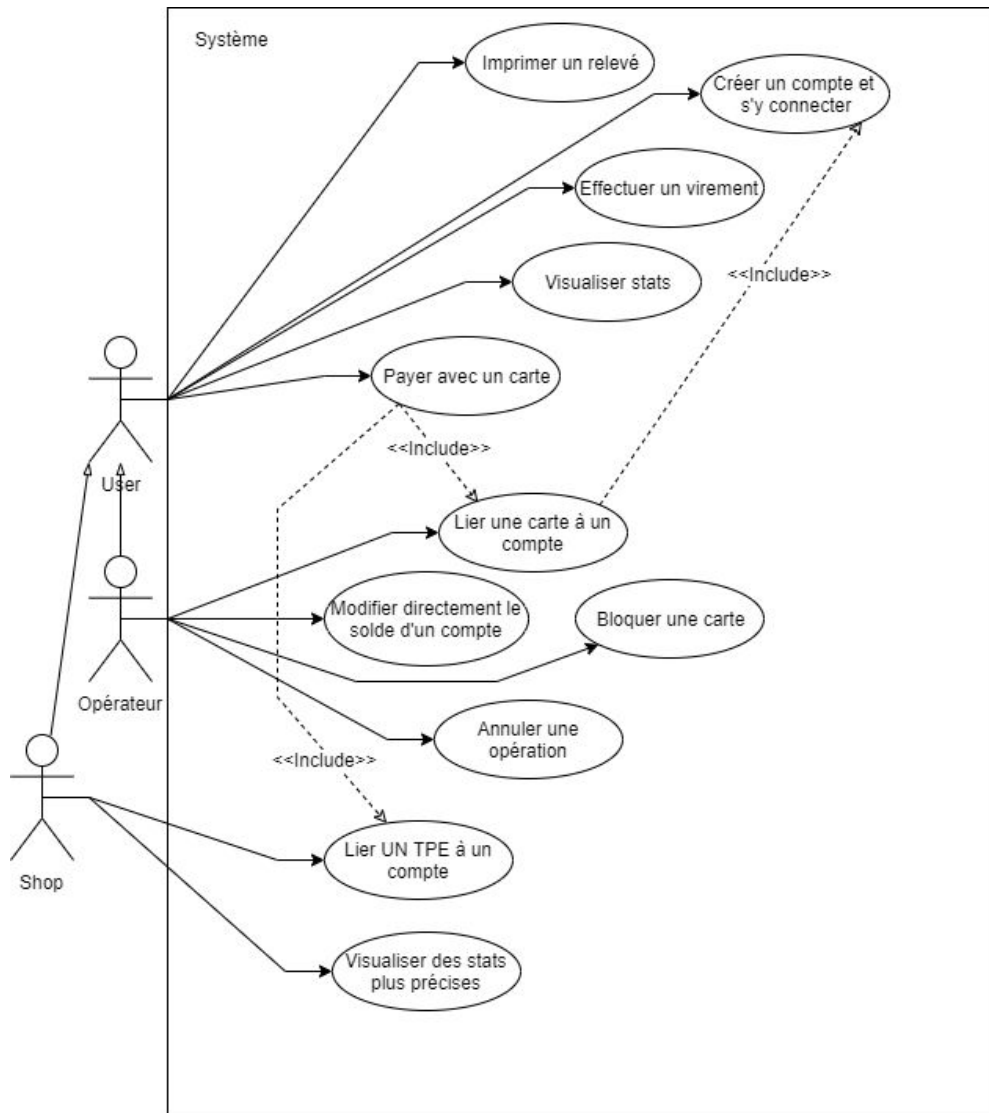 Système
Imprimer un relevé
Créer un compte et
s'y connecter
Effectuer un virement
<<Include>>
Visualiser stats
Payer avec un carte
<<Include>>
User
Lier une carte à un
compte
Modifier directement le
solde d'un compte
Bloquer une carte
Opérateur
Annuler une
opération
<<Include>>
Lier UN TPE à un
compte
Shop
Visualiser des stats
plus précises